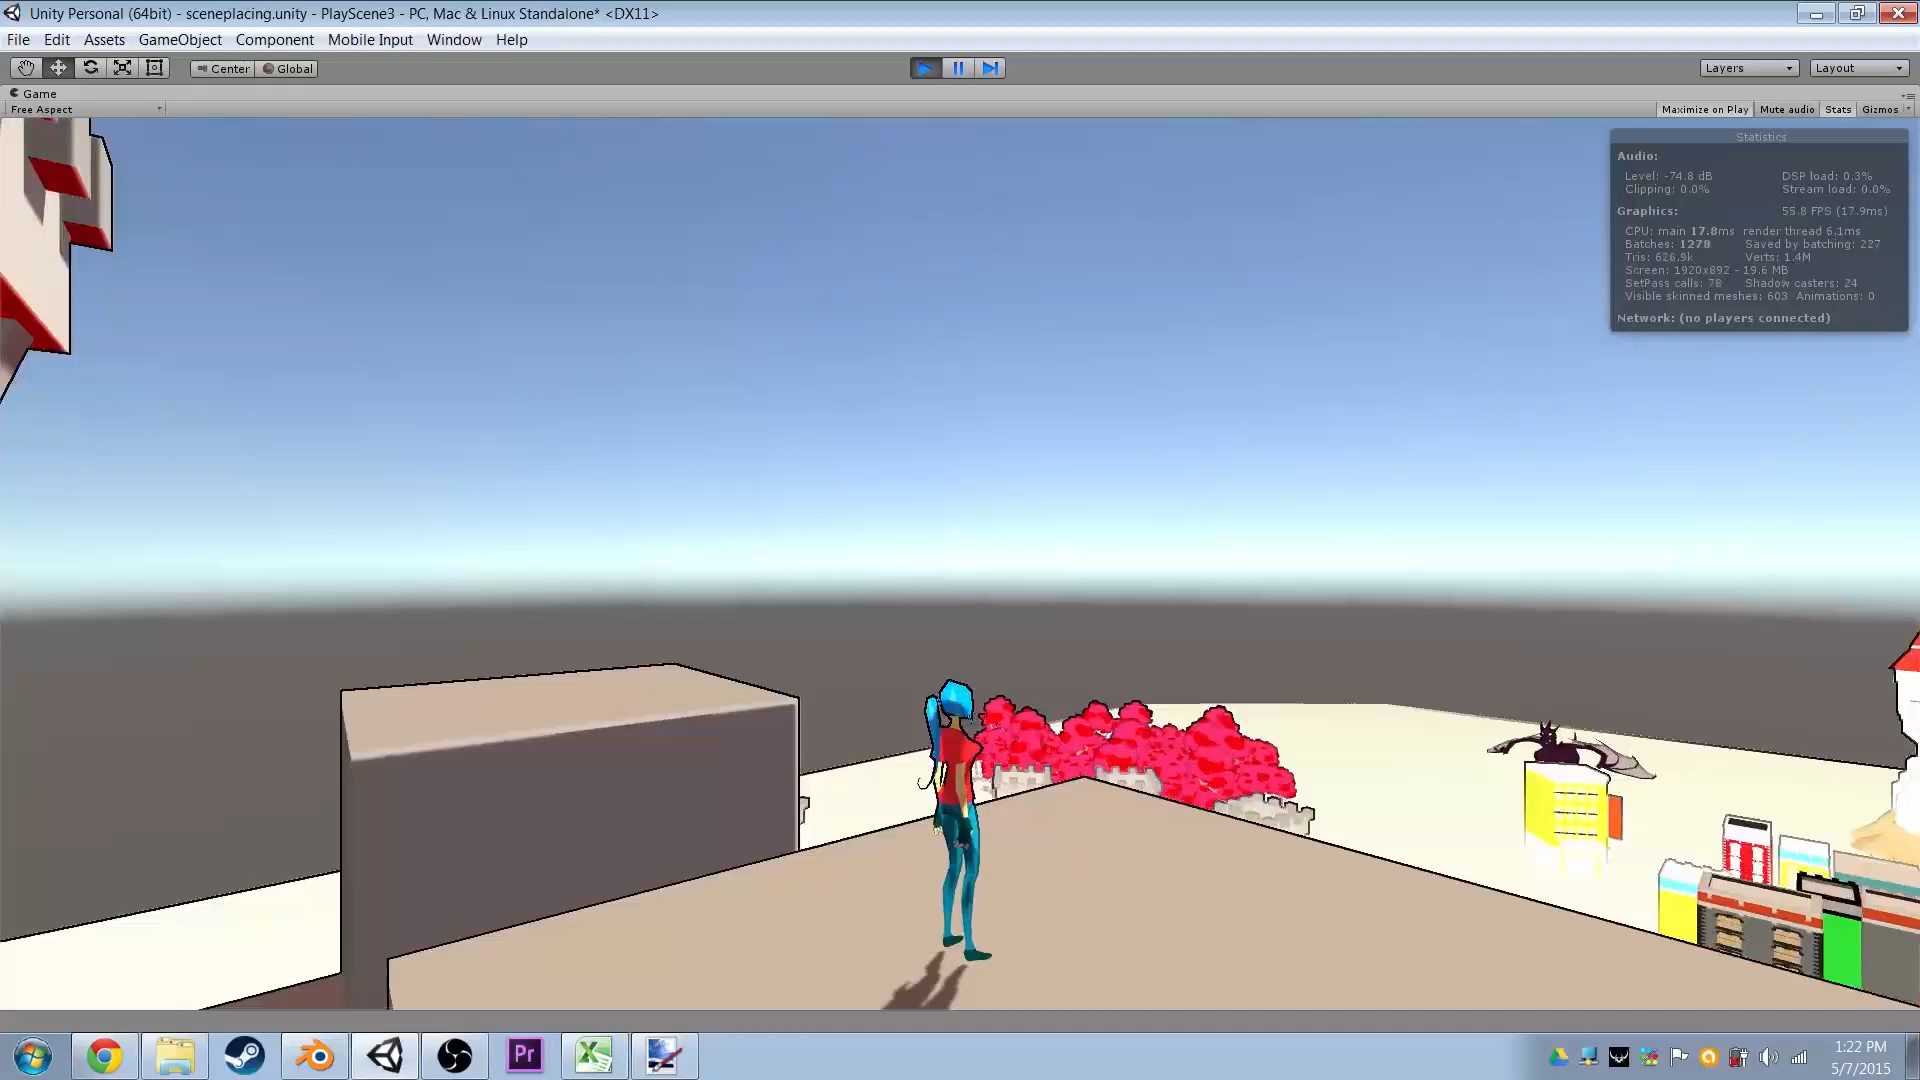 Unity Personal (64bit) - sceneplacing.unity - PlayScene3 - PC, Mac & Linux Standalone* <DX11>
File Edit Assets GameObject Component Mobile Input Window Help
Center Global Layers Layout
Game
Free Aspect Maximize on Play Mute audio Stats Gizmos
Statistics
Audio:
Level: -74.8 dB DSP load: 0.3%
Clipping: 0.0% Stream load: 0.0%
Graphics: 55.8 FPS (17.9ms)
CPU: main 17.8ms render thread 6.1ms
Batches: 1278 Saved by batching: 227
Tris: 626.9k Verts: 1.4M
Screen: 1920x892 - 19.6 MB
SetPass calls: 78 Shadow casters: 24
Visible skinned meshes: 603 Animations: 0
Network: (no players connected)
Pr
1:22 PM
5/7/2015